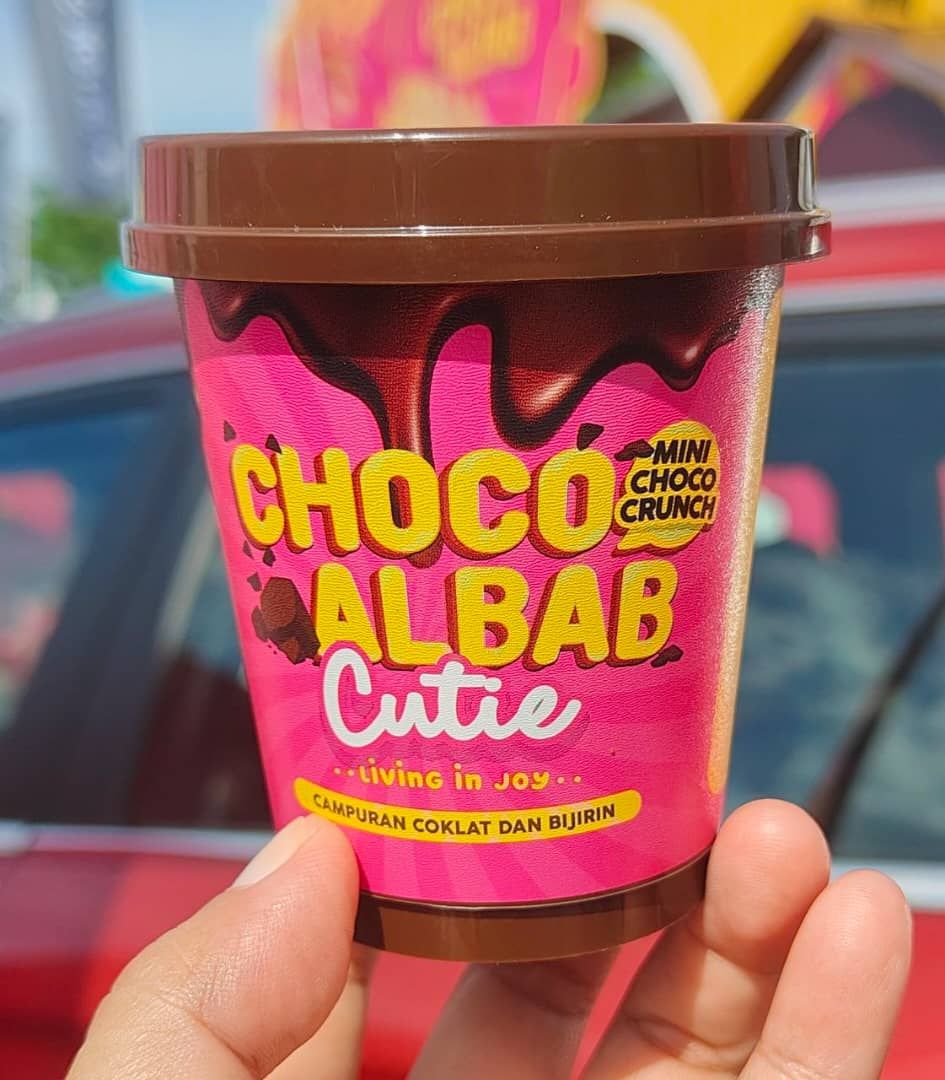 CHOCO
MINI
CHOCO
CRUNCH
ALBAB
Cutie
..Living in Joy..
CAMPURAN COKLAT DAN BIJIRIN